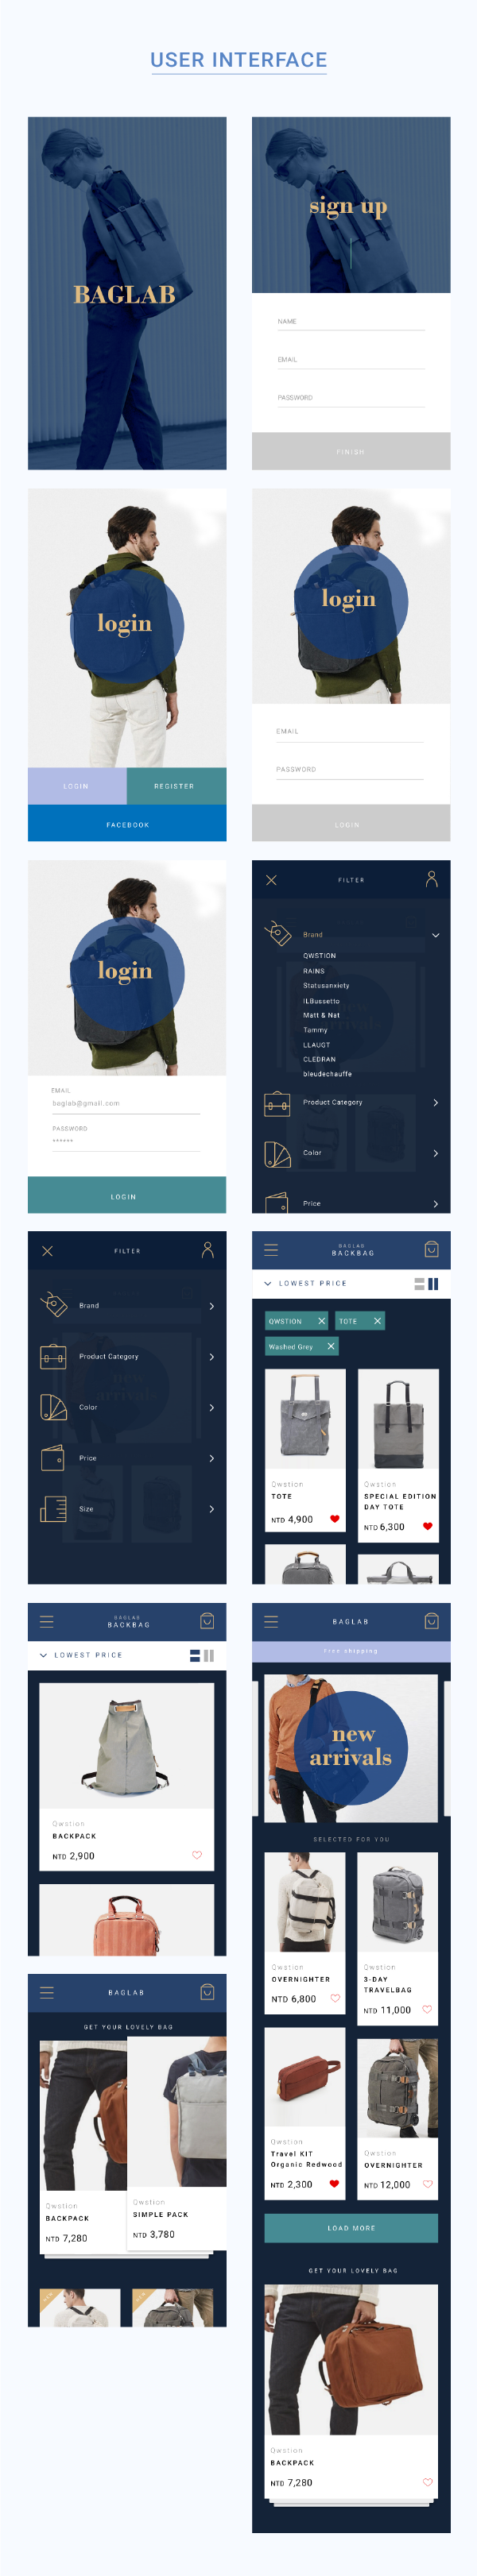 USER INTERFACE
BAGLAB
sign up
NAME
EMAIL
PASSWORD
FINISH
login
LOGIN
REGISTER
FACEBOOK
login
EMAIL
PASSWORD
LOGIN
login
EMAIL
baglab@gmail.com
PASSWORD
******
LOGIN
FILTER
Brand
QWSTION
RAINS
Statusanxiety
ILBussetto
Matt & Nat
Tammy
LLAUGT
CLEDRAN
bleudechauffe
Product Category
Color
Price
FILTER
Brand
Product Category
Color
Price
Size
BAGLAB
BACKBAG
LOWEST PRICE
QWSTION
TOTE
Washed Grey
Qwstion
TOTE
NTD 4,900
Qwstion
SPECIAL EDITION
DAY TOTE
NTD 6,300
BAGLAB
BACKBAG
LOWEST PRICE
Qwstion
BACKPACK
NTD 2,900
BAGLAB
Free shipping
new
arrivals
SELECTED FOR YOU
Qwstion
OVERNIGHTER
NTD 6,800
Qwstion
3-DAY
TRAVELBAG
NTD 11,000
Qwstion
Travel KIT
Organic Redwood
NTD 2,300
Qwstion
OVERNIGHTER
NTD 12,000
LOAD MORE
GET YOUR LOVELY BAG
Qwstion
BACKPACK
NTD 7,280
BAGLAB
GET YOUR LOVELY BAG
Qwstion
BACKPACK
NTD 7,280
Qwstion
SIMPLE PACK
NTD 3,780